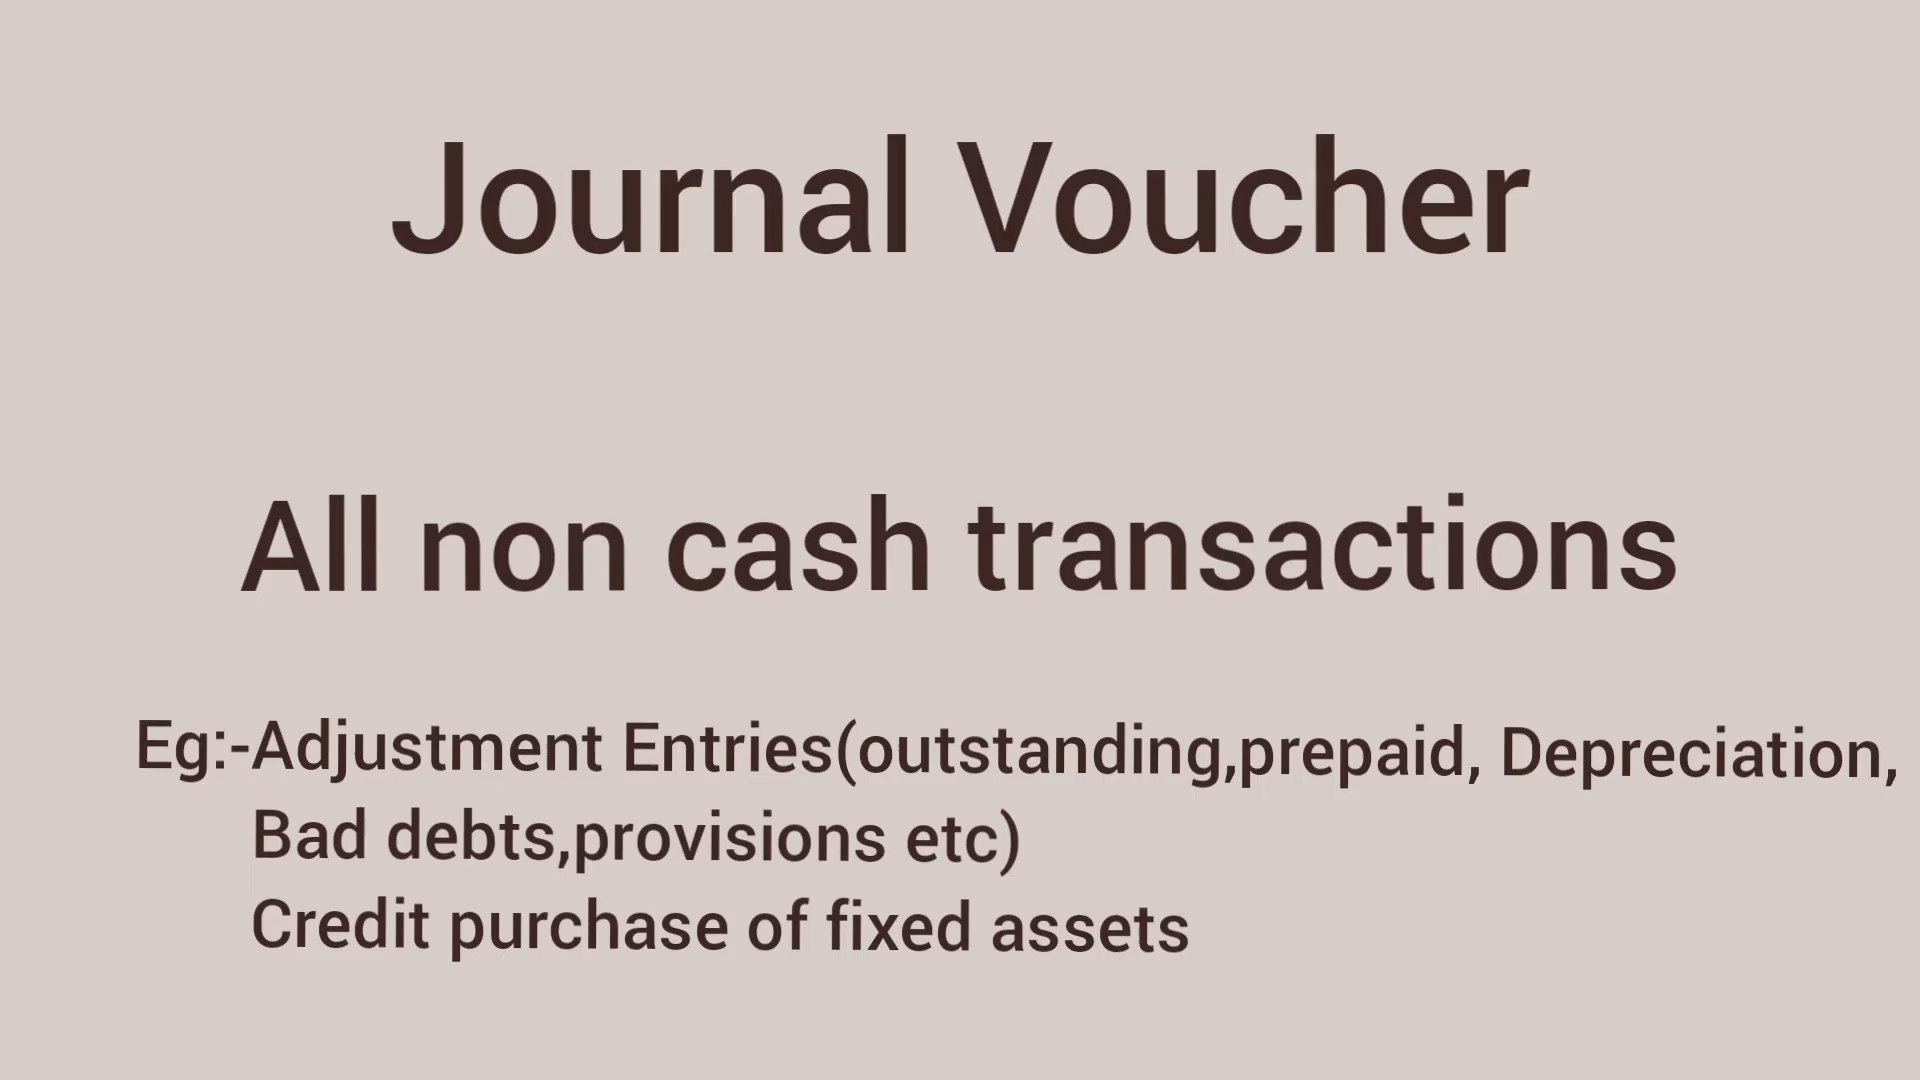 Journal Voucher
All non cash transactions
Eg:-Adjustment Entries(outstanding,prepaid, Depreciation,
Bad debts,provisions etc)
Credit purchase of fixed assets